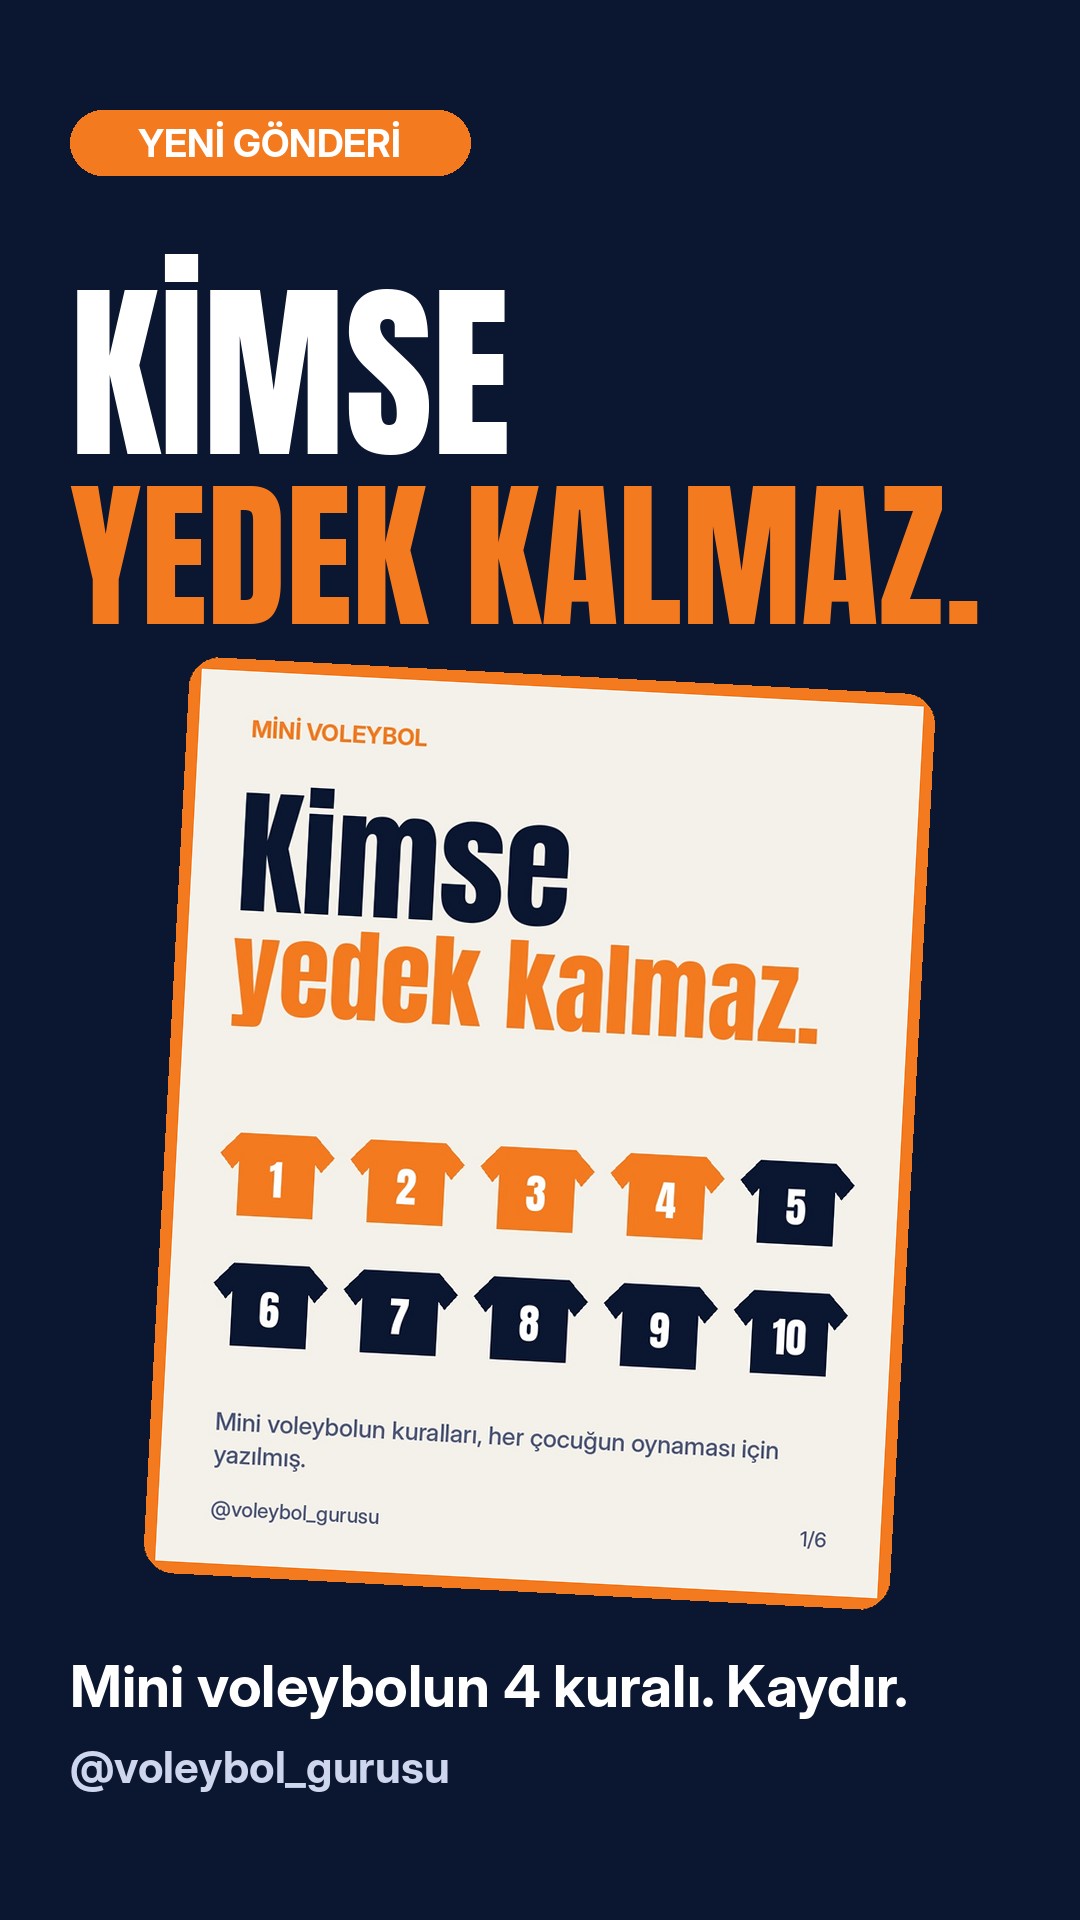 YENİ GÖNDERİ
KİMSE
YEDEK KALMAZ.
MİNİ VOLEYBOL
Kimse
yedek kalmaz.
1 2 3 4 5
6 7 8 9 10
Mini voleybolun kuralları, her çocuğun oynaması için
yazılmış.
@voleybol_gurusu
1/6
Mini voleybolun 4 kuralı. Kaydır.
@voleybol_gurusu